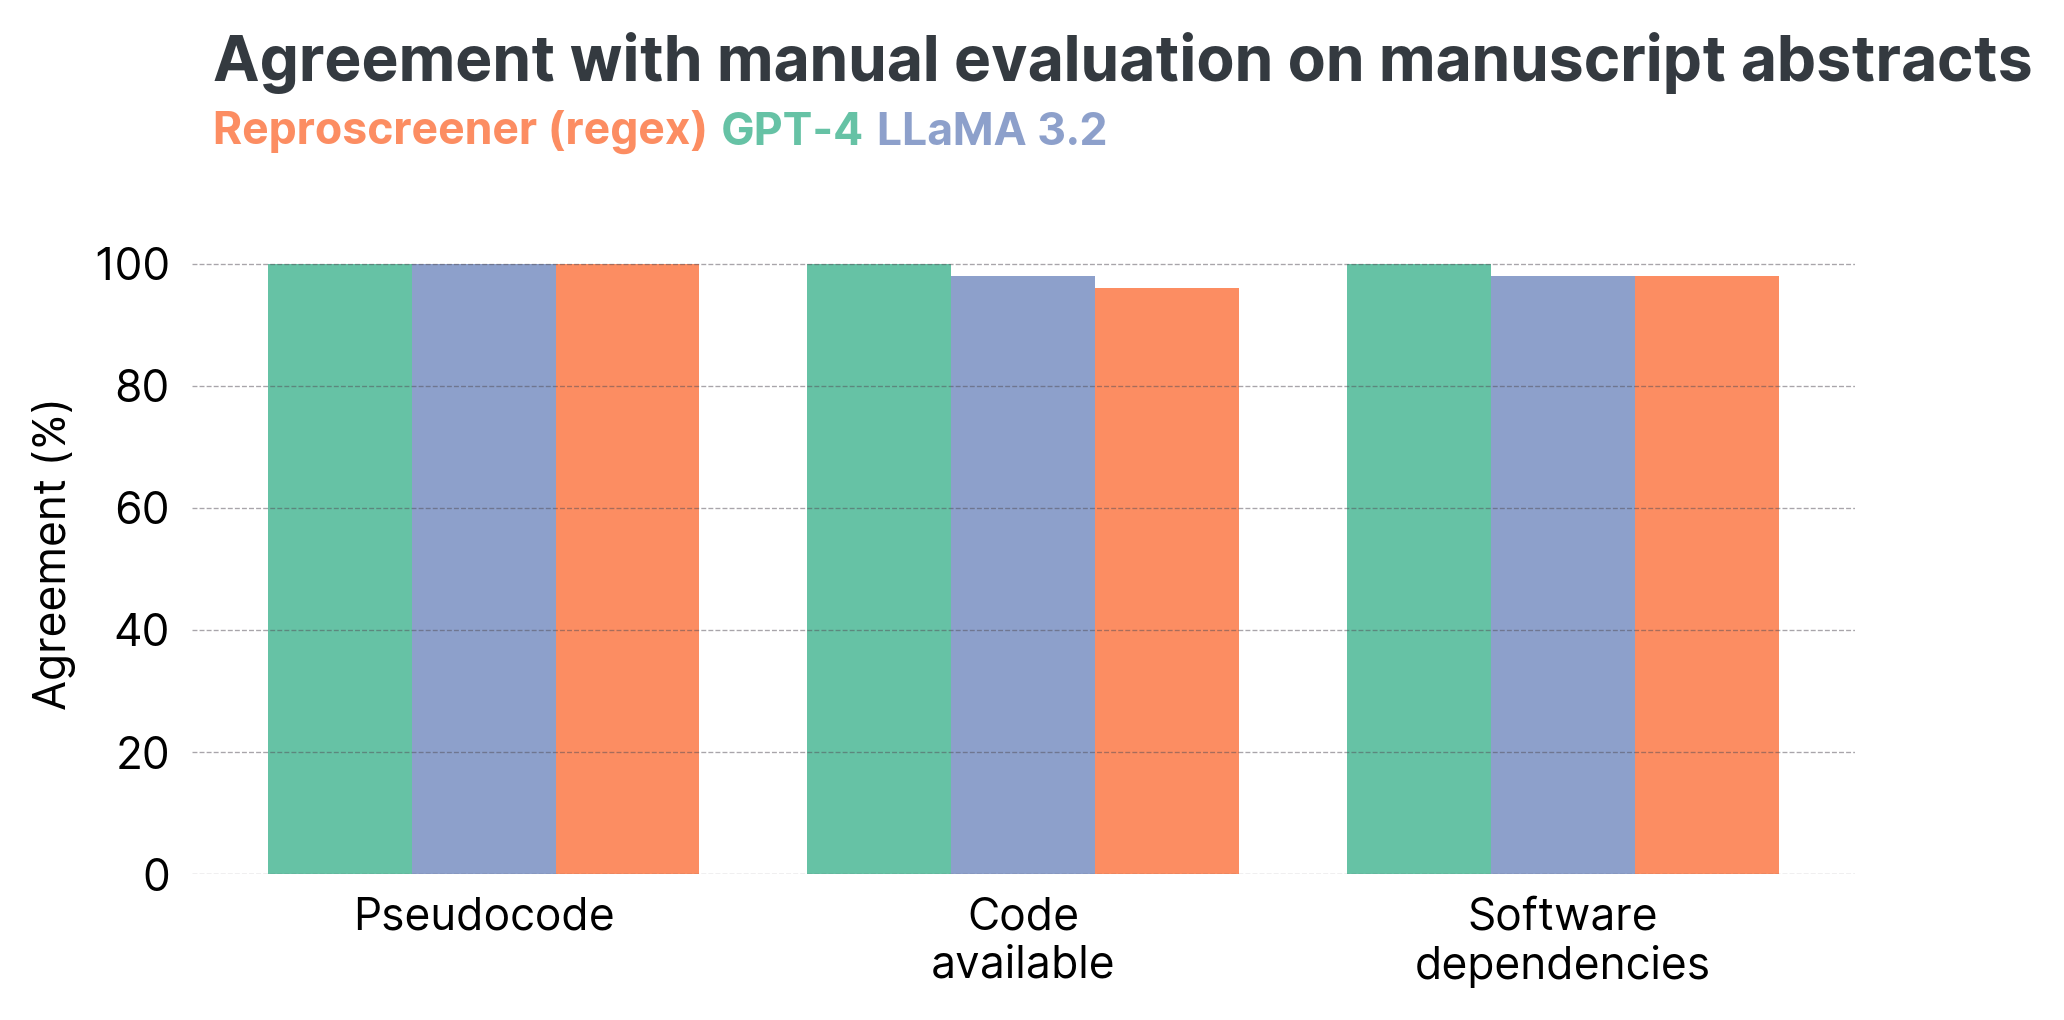 Agreement with manual evaluation on manuscript abstracts
Reproscreener (regex) GPT-4 LLaMA 3.2
Agreement (%)
100
80
60
40
20
0
Pseudocode
Code
available
Software
dependencies